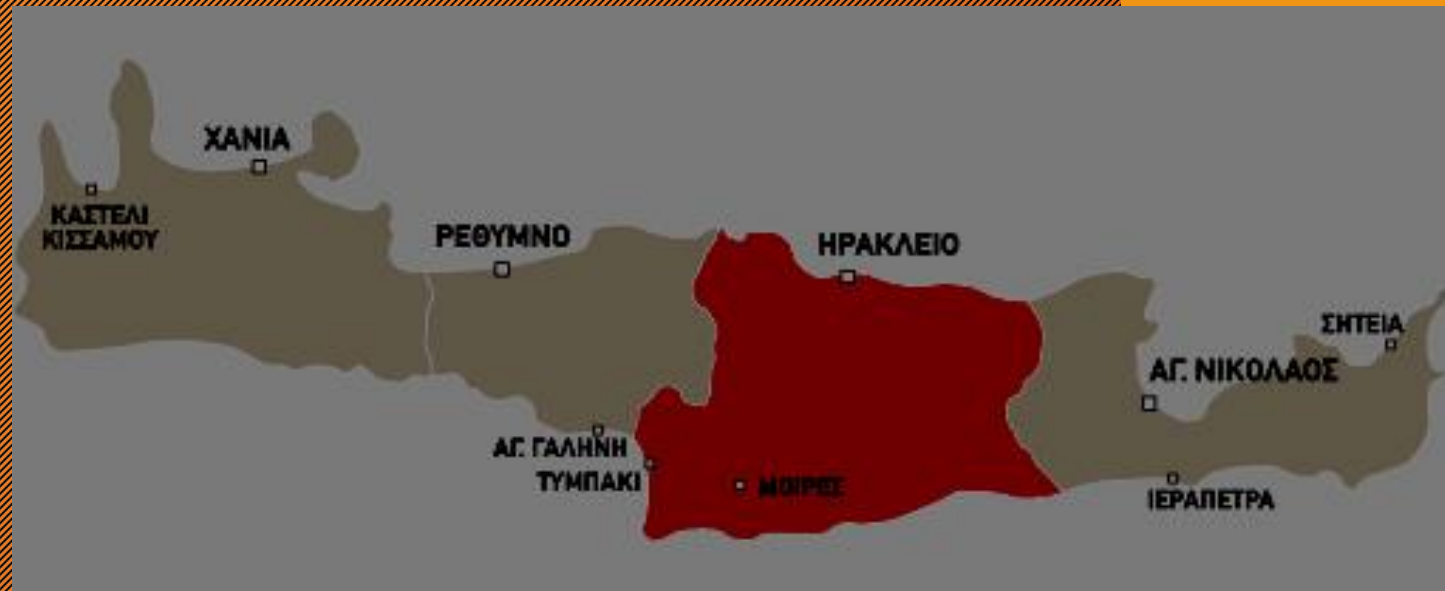 ΧΑΝΙΑ
ΚΑΣΤΕΛΙ
ΚΙΣΣΑΜΟΥ
ΡΕΘΥΜΝΟ
ΗΡΑΚΛΕΙΟ
ΣΗΤΕΙΑ
ΑΓ. ΝΙΚΟΛΑΟΣ
ΑΓ. ΓΑΛΗΝΗ
ΤΥΜΠΑΚΙ
ΜΟΙΡΕΣ
ΙΕΡΑΠΕΤΡΑ